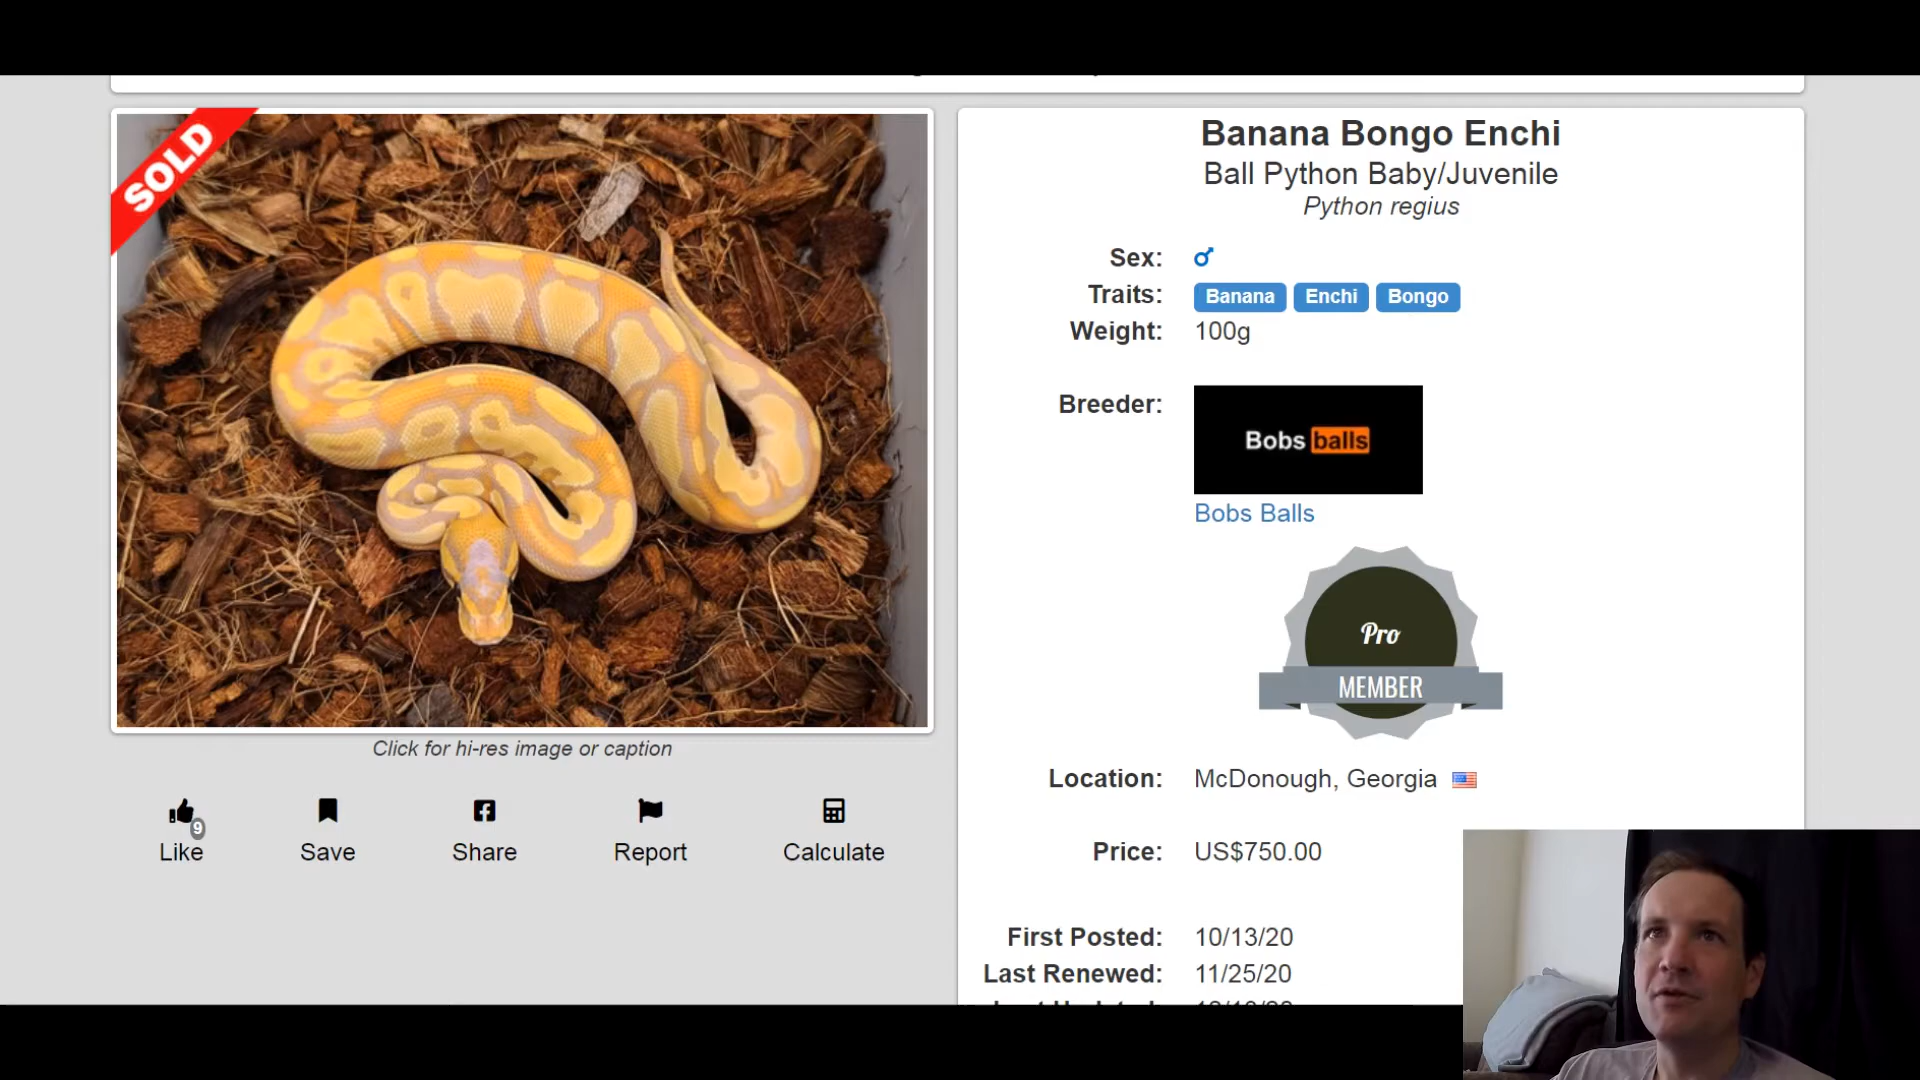 SOLD
Banana Bongo Enchi
Ball Python Baby/Juvenile
Python regius
Sex: ♂
Traits: Banana Enchi Bongo
Weight: 100g
Breeder: Bobs balls
Bobs Balls
Pro
MEMBER
Location: McDonough, Georgia
Price: US$750.00
First Posted: 10/13/20
Last Renewed: 11/25/20
Click for hi-res image or caption
9
Like Save Share Report Calculate